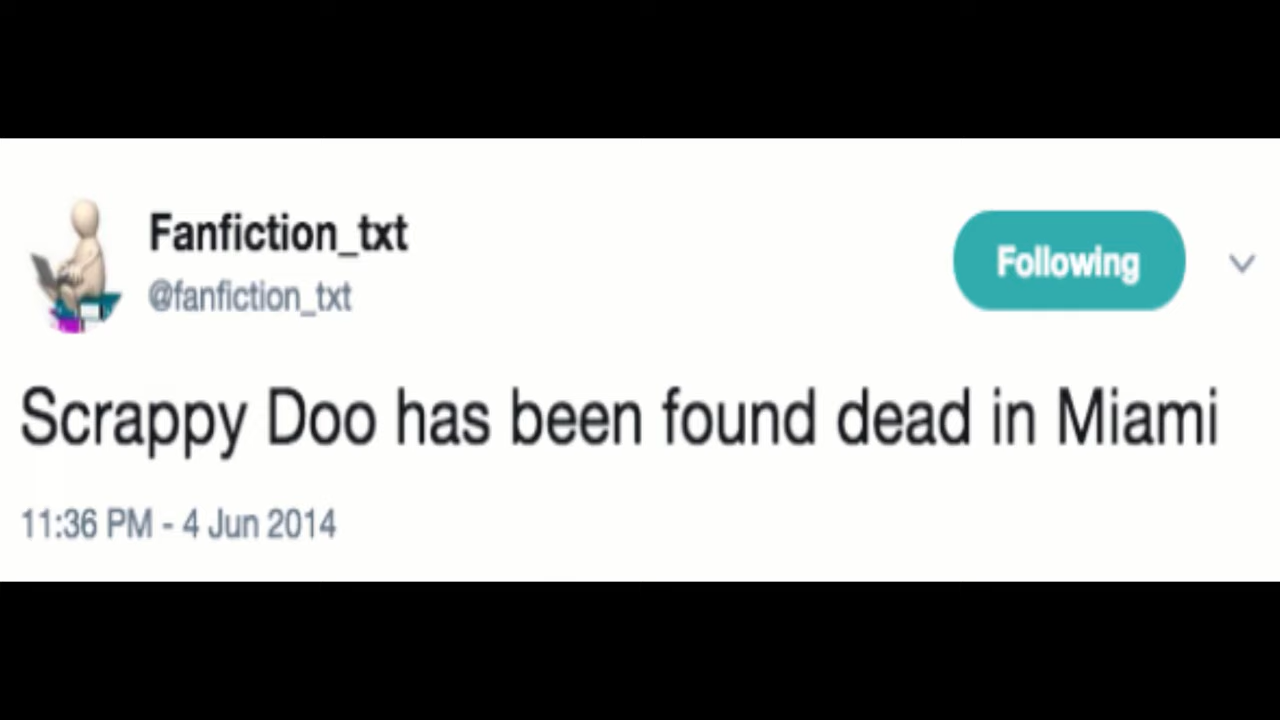 Fanfiction_txt
@fanfiction_txt
Following
Scrappy Doo has been found dead in Miami
11:36 PM - 4 Jun 2014